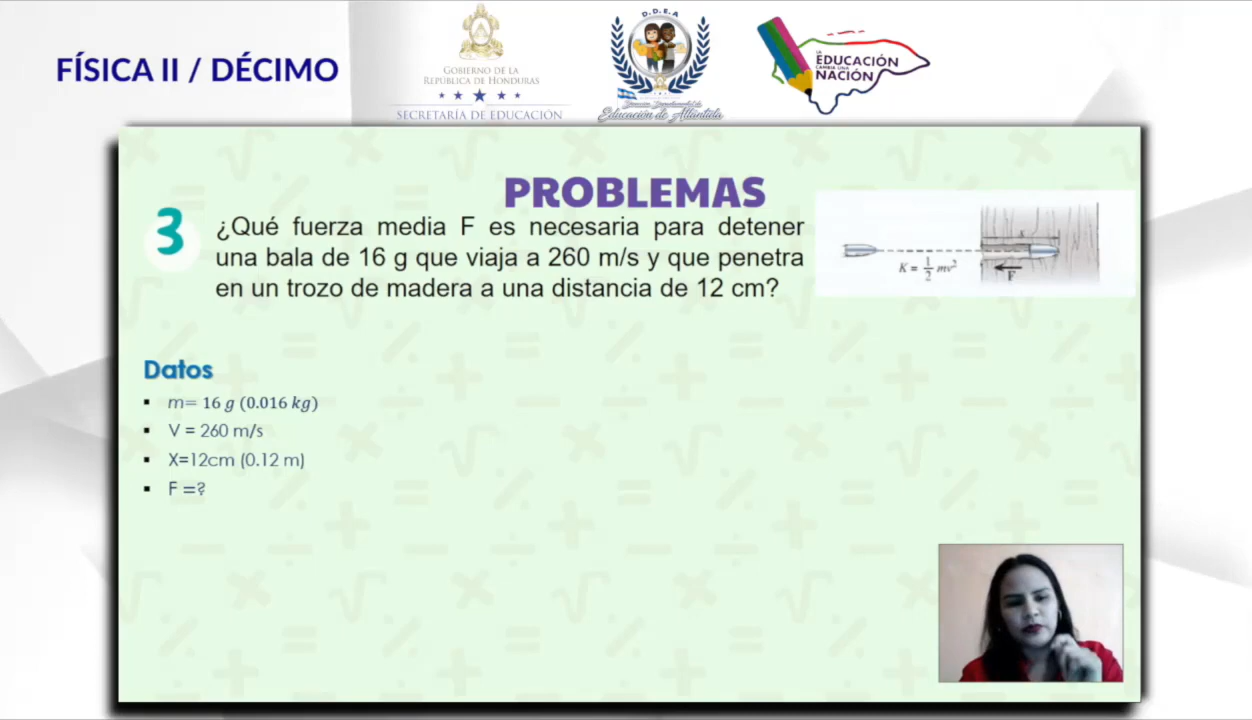 FÍSICA II / DÉCIMO
GOBIERNO DE LA
REPÚBLICA DE HONDURAS
SECRETARÍA DE EDUCACIÓN
D.D.E.A
Educación de Atlántida
LA
EDUCACIÓN
CAMBIA UNA
NACIÓN
PROBLEMAS
3
¿Qué fuerza media F es necesaria para detener
una bala de 16 g que viaja a 260 m/s y que penetra
en un trozo de madera a una distancia de 12 cm?
s
K = 1/2 mv²
F
Datos
▪ m= 16 g (0.016 kg)
▪ V = 260 m/s
▪ X=12cm (0.12 m)
▪ F =?